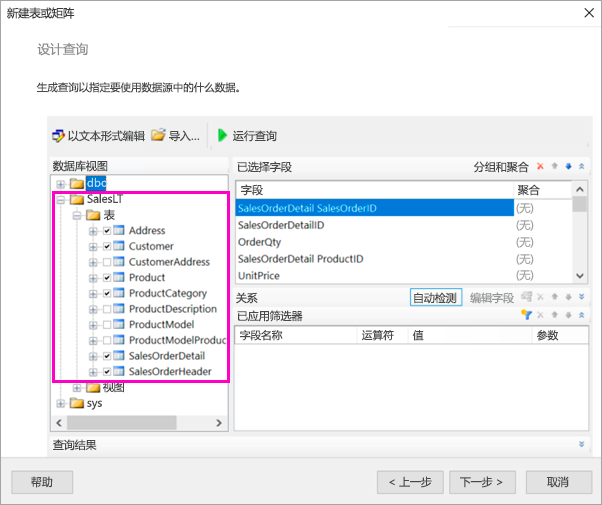 新建表或矩阵
设计查询
生成查询以指定要使用数据源中的什么数据。
以文本形式编辑 导入... 运行查询
数据库视图
dbo
SalesLT
表
Address
Customer
CustomerAddress
Product
ProductCategory
ProductDescription
ProductModel
ProductModelProduc
SalesOrderDetail
SalesOrderHeader
视图
sys
已选择字段 分组和聚合
字段 聚合
SalesOrderDetail SalesOrderID (无)
SalesOrderDetailID (无)
OrderQty (无)
SalesOrderDetail ProductID (无)
UnitPrice (无)
关系 自动检测 编辑字段
已应用筛选器
字段名称 运算符 值 参数
查询结果
帮助 < 上一步 下一步 > 取消